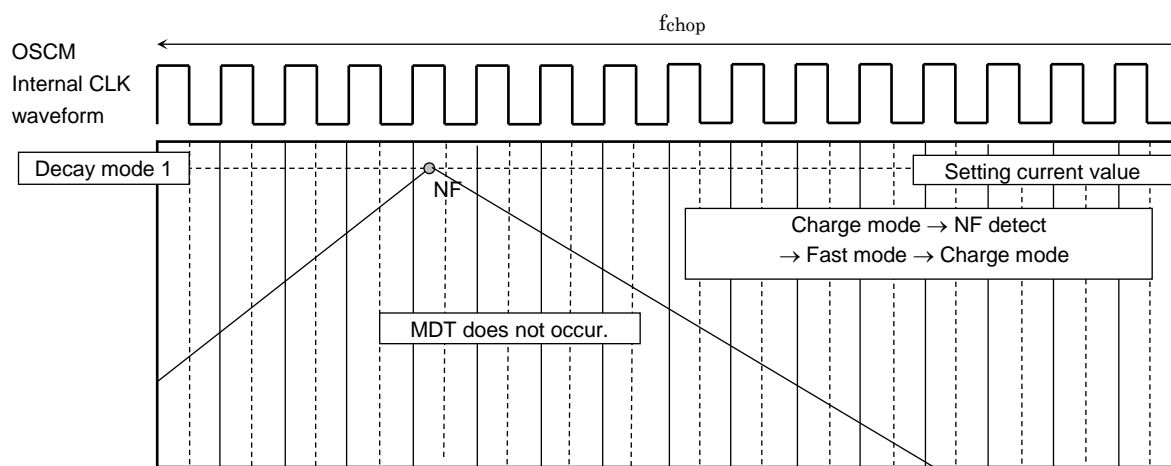 fchop
OSCM
Internal CLK
waveform
Decay mode 1
Setting current value
NF
Charge mode → NF detect
→ Fast mode → Charge mode
MDT does not occur.